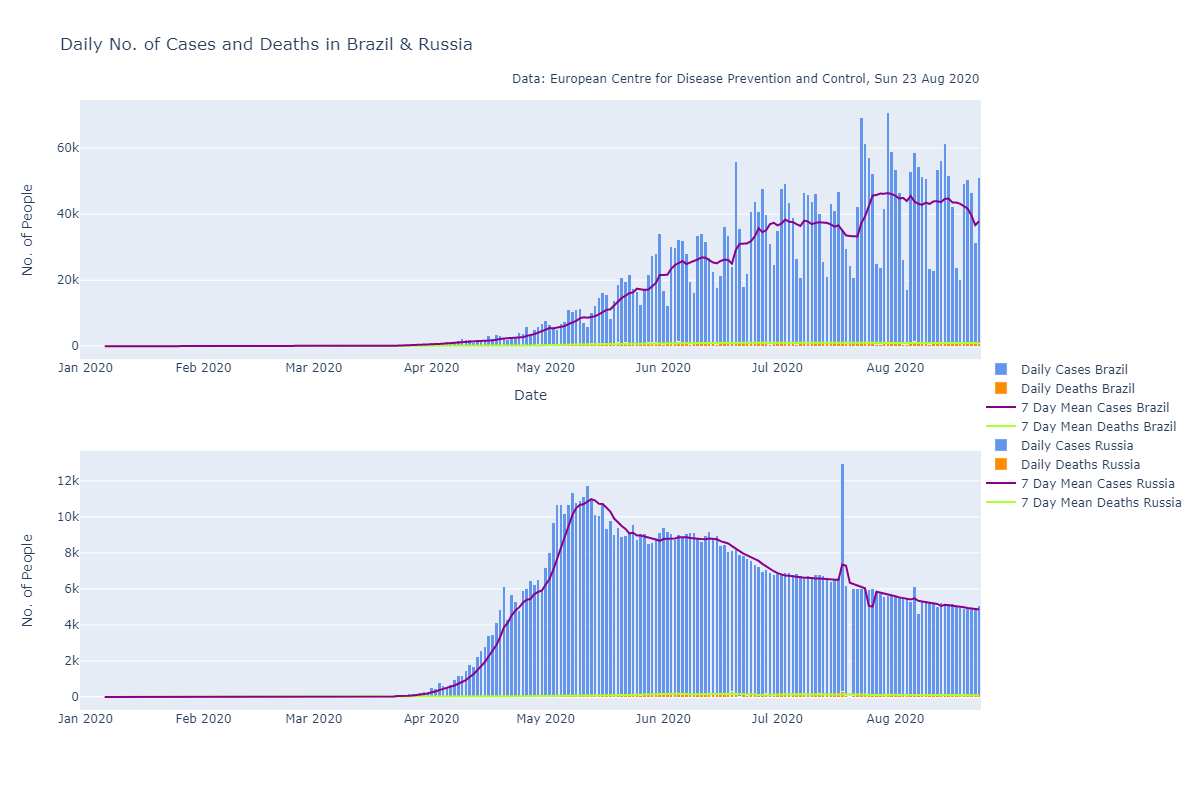 Daily No. of Cases and Deaths in Brazil & Russia
Data: European Centre for Disease Prevention and Control, Sun 23 Aug 2020
No. of People
60k
40k
20k
0
Jan 2020 Feb 2020 Mar 2020 Apr 2020 May 2020 Jun 2020 Jul 2020 Aug 2020
Date
Daily Cases Brazil
Daily Deaths Brazil
7 Day Mean Cases Brazil
7 Day Mean Deaths Brazil
Daily Cases Russia
Daily Deaths Russia
7 Day Mean Cases Russia
7 Day Mean Deaths Russia
No. of People
12k
10k
8k
6k
4k
2k
0
Jan 2020 Feb 2020 Mar 2020 Apr 2020 May 2020 Jun 2020 Jul 2020 Aug 2020